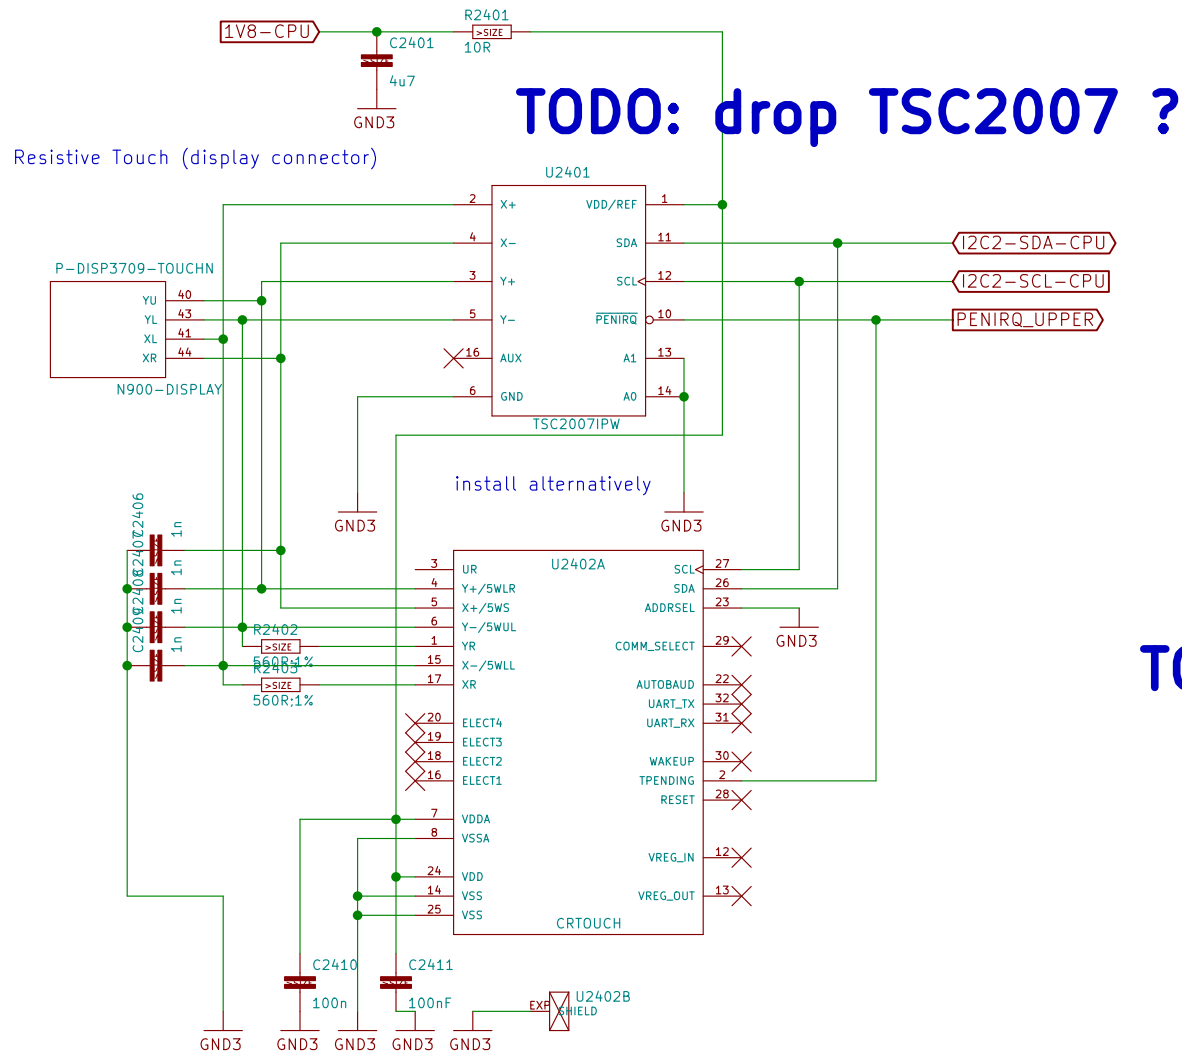 R2401
1V8-CPU
>SIZE
C2401
10R
4u7
GND3
TODO: drop TSC2007 ?
Resistive Touch (display connector)
U2401
2 X+ VDD/REF 1
4 X- SDA 11
I2C2-SDA-CPU
P-DISP3709-TOUCHN
3 Y+ SCL 12
I2C2-SCL-CPU
YU 40
YL 43
XL 41
XR 44
N900-DISPLAY
5 Y- PENIRQ 10
PENIRQ_UPPER
16 AUX A1 13
6 GND A0 14
TSC2007IPW
install alternatively
GND3
GND3
C2406
1n
C2407
1n
C2408
1n
C2409
1n
U2402A
3 UR SCL 27
4 Y+/5WLR SDA 26
5 X+/5WS ADDRSEL 23
6 Y-/5WUL
GND3
R2402
>SIZE
560R;1%
1 YR COMM_SELECT 29
15 X-/5WLL
R2403
>SIZE
560R;1%
17 XR AUTOBAUD 22
UART_TX 32
20 ELECT4 UART_RX 31
19 ELECT3
18 ELECT2 WAKEUP 30
16 ELECT1 TPENDING 2
RESET 28
7 VDDA
8 VSSA
VREG_IN 12
24 VDD
14 VSS VREG_OUT 13
25 VSS
CRTOUCH
C2410
100n
C2411
100nF
EXP
U2402B
SHIELD
GND3
GND3
GND3
GND3
GND3